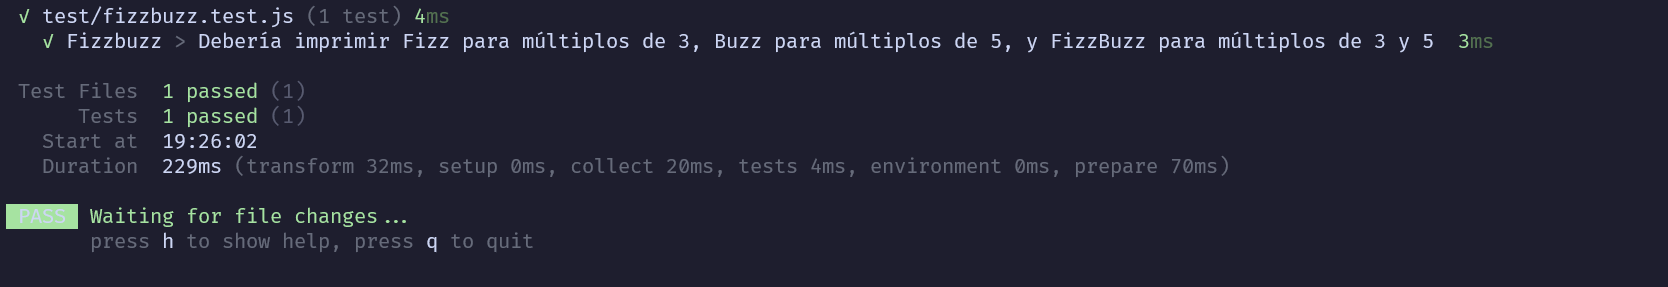 √ test/fizzbuzz.test.js (1 test) 4ms
√ Fizzbuzz > Debería imprimir Fizz para múltiplos de 3, Buzz para múltiplos de 5, y FizzBuzz para múltiplos de 3 y 5 3ms
Test Files 1 passed (1)
Tests 1 passed (1)
Start at 19:26:02
Duration 229ms (transform 32ms, setup 0ms, collect 20ms, tests 4ms, environment 0ms, prepare 70ms)
PASS Waiting for file changes...
press h to show help, press q to quit